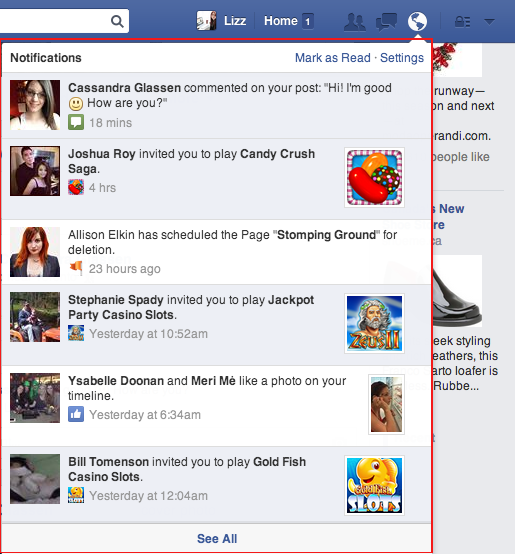 Lizz
Home 1
Notifications
Mark as Read · Settings
Cassandra Glassen commented on your post: "Hi! I'm good
How are you?"
18 mins
Joshua Roy invited you to play Candy Crush
Saga.
4 hrs
Allison Elkin has scheduled the Page "Stomping Ground" for
deletion.
23 hours ago
Stephanie Spady invited you to play Jackpot
Party Casino Slots.
Yesterday at 10:52am
ZEUS II
Ysabelle Doonan and Meri Mė like a photo on your
timeline.
Yesterday at 6:34am
Bill Tomenson invited you to play Gold Fish
Casino Slots.
Yesterday at 12:04am
Gold Fish
SLOTS
See All
runway—
on and next
randi.com.
people like
s New
re
ca
eek styling
eathers, this
arto loafer is
Rubbe...